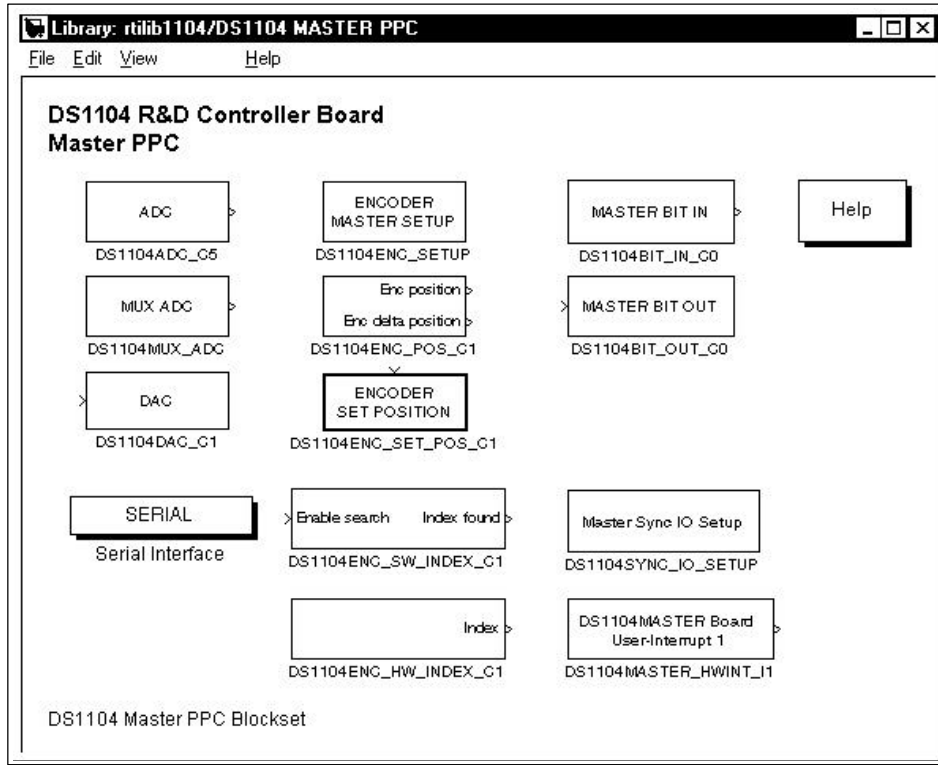 Library: rtilib1104/DS1104 MASTER PPC
File Edit View Help
DS1104 R&D Controller Board
Master PPC
ADC
DS1104ADC_C5
ENCODER
MASTER SETUP
DS1104ENC_SETUP
MASTER BIT IN
DS1104BIT_IN_C0
Help
MUX ADC
DS1104MUX_ADC
Enc position
Enc delta position
DS1104ENC_POS_C1
MASTER BIT OUT
DS1104BIT_OUT_C0
DAC
DS1104DAC_C1
ENCODER
SET POSITION
DS1104ENC_SET_POS_C1
SERIAL
Serial Interface
Enable search Index found
DS1104ENC_SW_INDEX_C1
Master Sync IO Setup
DS1104SYNC_IO_SETUP
Index
DS1104ENC_HW_INDEX_C1
DS1104MASTER Board
User-Interrupt 1
DS1104MASTER_HWINT_I1
DS1104 Master PPC Blockset